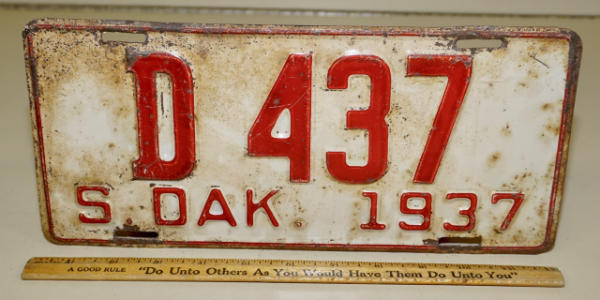 D 437
S. DAK. 1937
A GOOD RULE "Do Unto Others As You Would Have Them Do Unto You"